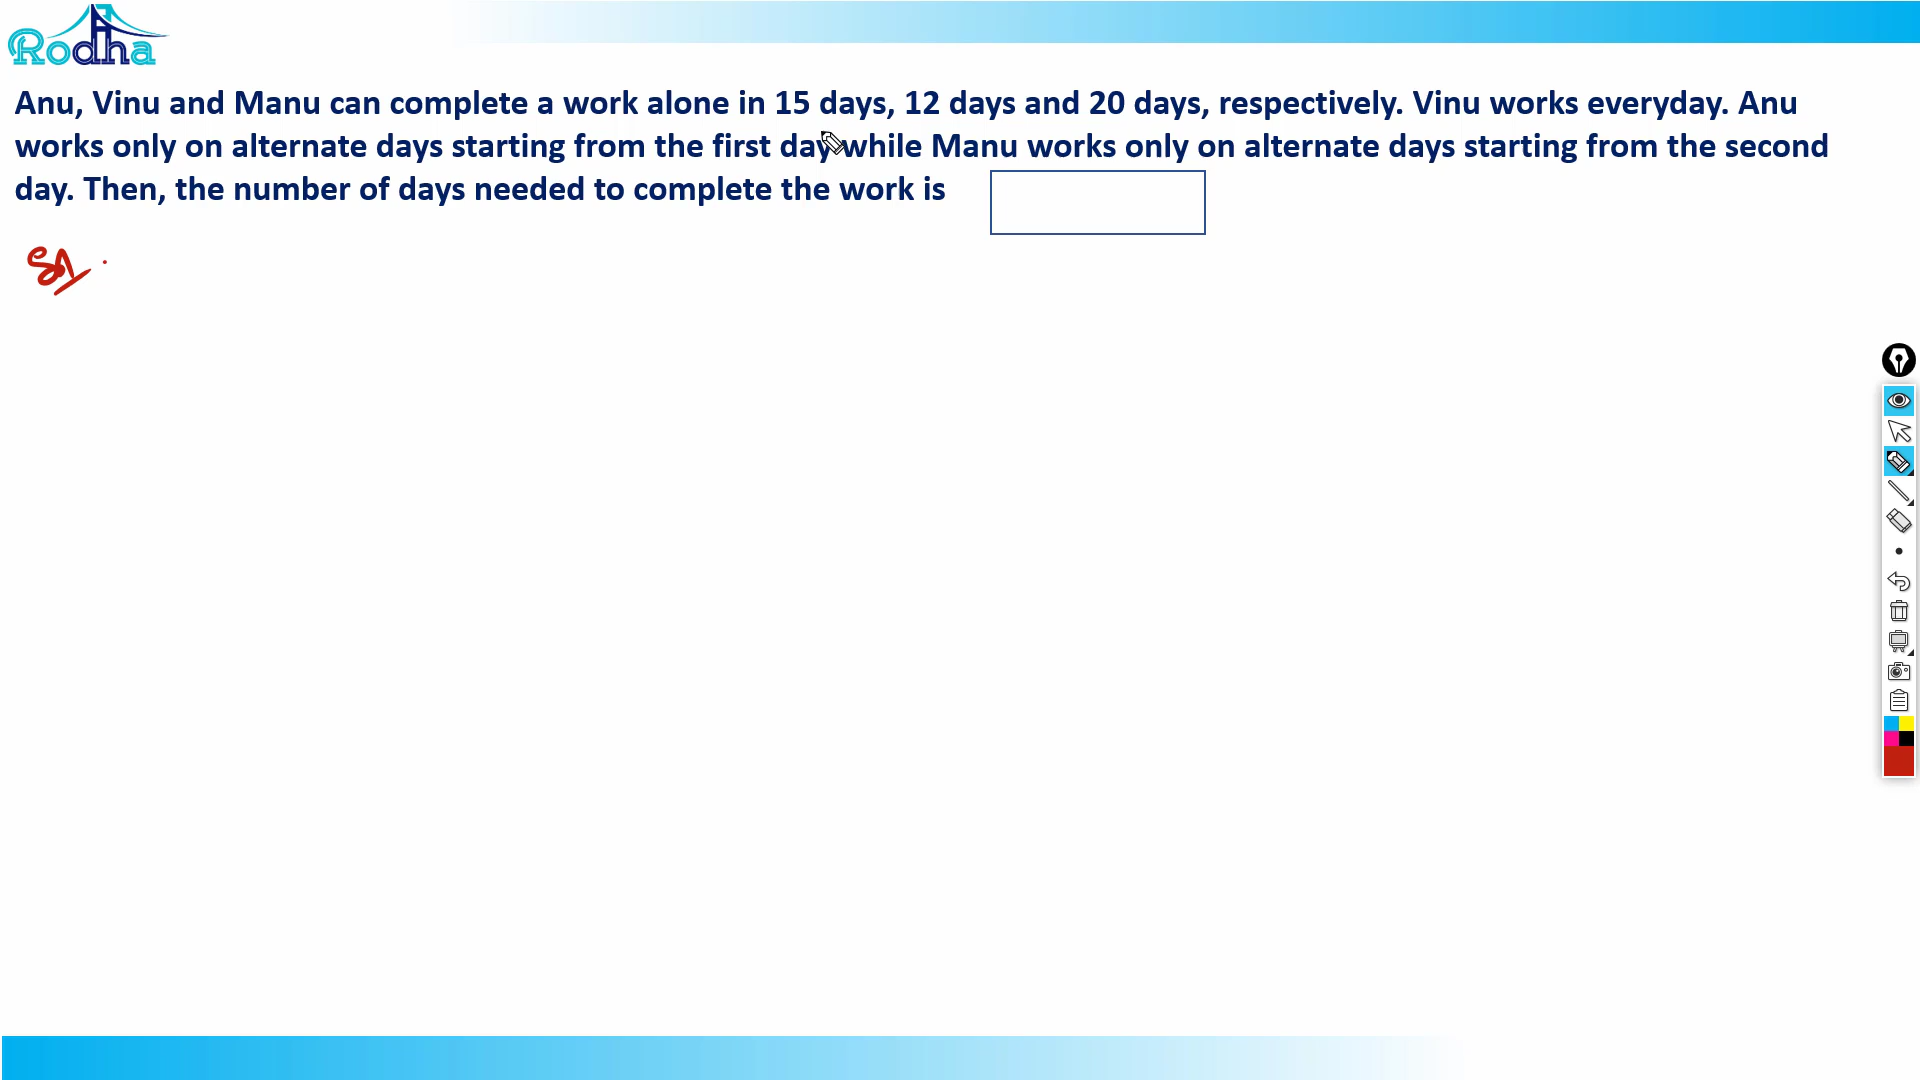 Rodha
Anu, Vinu and Manu can complete a work alone in 15 days, 12 days and 20 days, respectively. Vinu works everyday. Anu
works only on alternate days starting from the first day while Manu works only on alternate days starting from the second
day. Then, the number of days needed to complete the work is